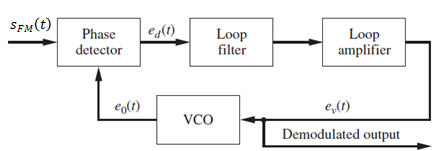 s_FM(t)
Phase
detector
e_d(t)
Loop
filter
Loop
amplifier
e_0(t)
VCO
e_v(t)
Demodulated output